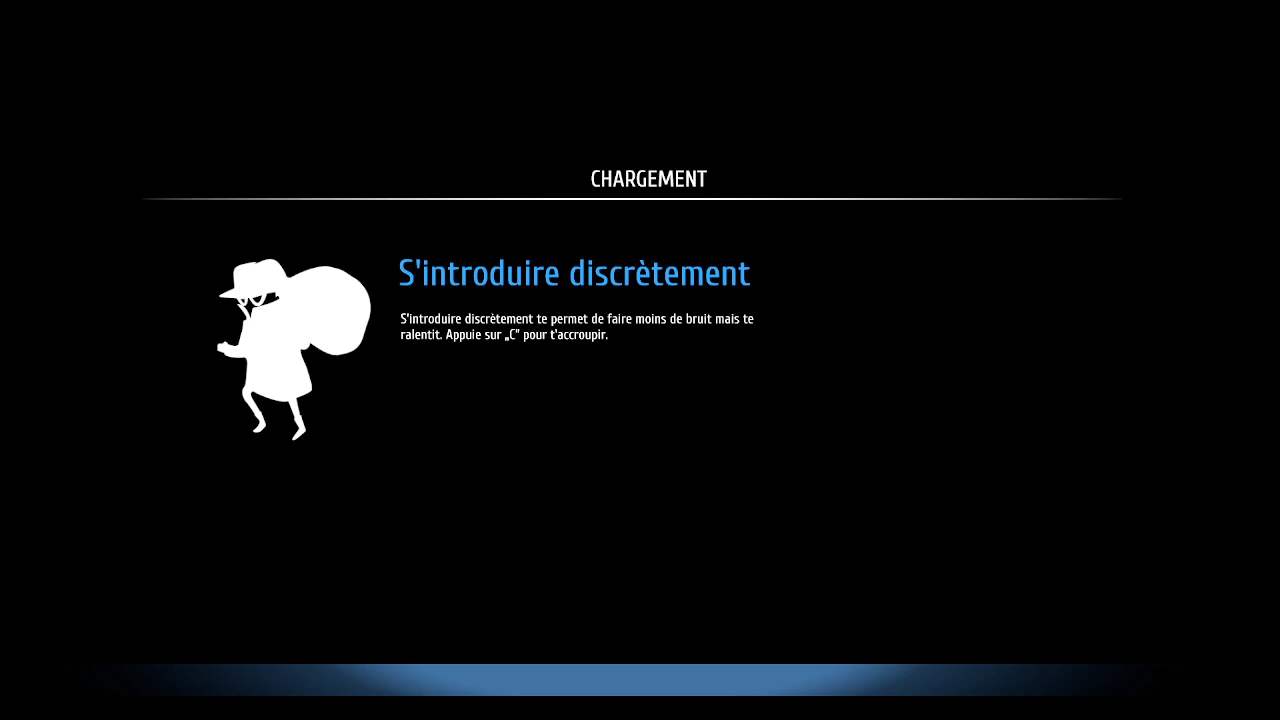 CHARGEMENT
S'introduire discrètement
S'introduire discrètement te permet de faire moins de bruit mais te
ralentit. Appuie sur „C” pour t'accroupir.